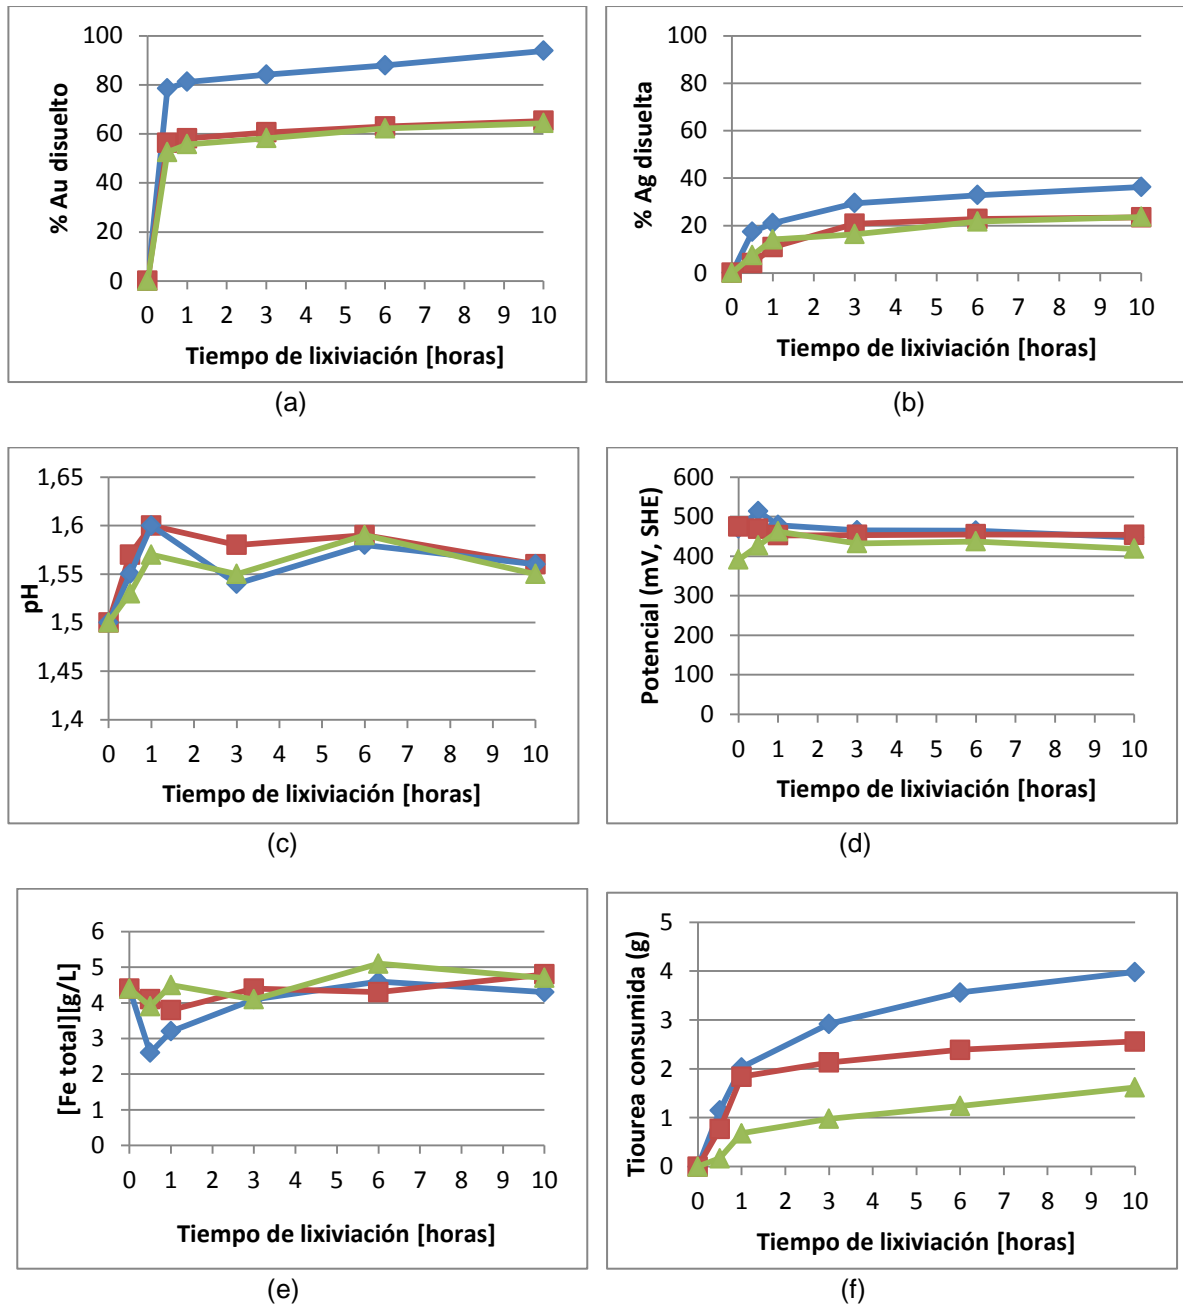 100
80
60
40
20
0
% Au disuelto
0 1 2 3 4 5 6 7 8 9 10
Tiempo de lixiviación [horas]
(a)
100
80
60
40
20
0
% Ag disuelta
0 1 2 3 4 5 6 7 8 9 10
Tiempo de lixiviación [horas]
(b)
1,65
1,6
1,55
1,5
1,45
1,4
pH
0 1 2 3 4 5 6 7 8 9 10
Tiempo de lixiviación [horas]
(c)
600
500
400
300
200
100
0
Potencial (mV, SHE)
0 1 2 3 4 5 6 7 8 9 10
Tiempo de lixiviación [horas]
(d)
6
5
4
3
2
1
0
[Fe total][g/L]
0 1 2 3 4 5 6 7 8 9 10
Tiempo de lixiviación [horas]
(e)
5
4
3
2
1
0
Tiourea consumida (g)
0 1 2 3 4 5 6 7 8 9 10
Tiempo de lixiviación [horas]
(f)